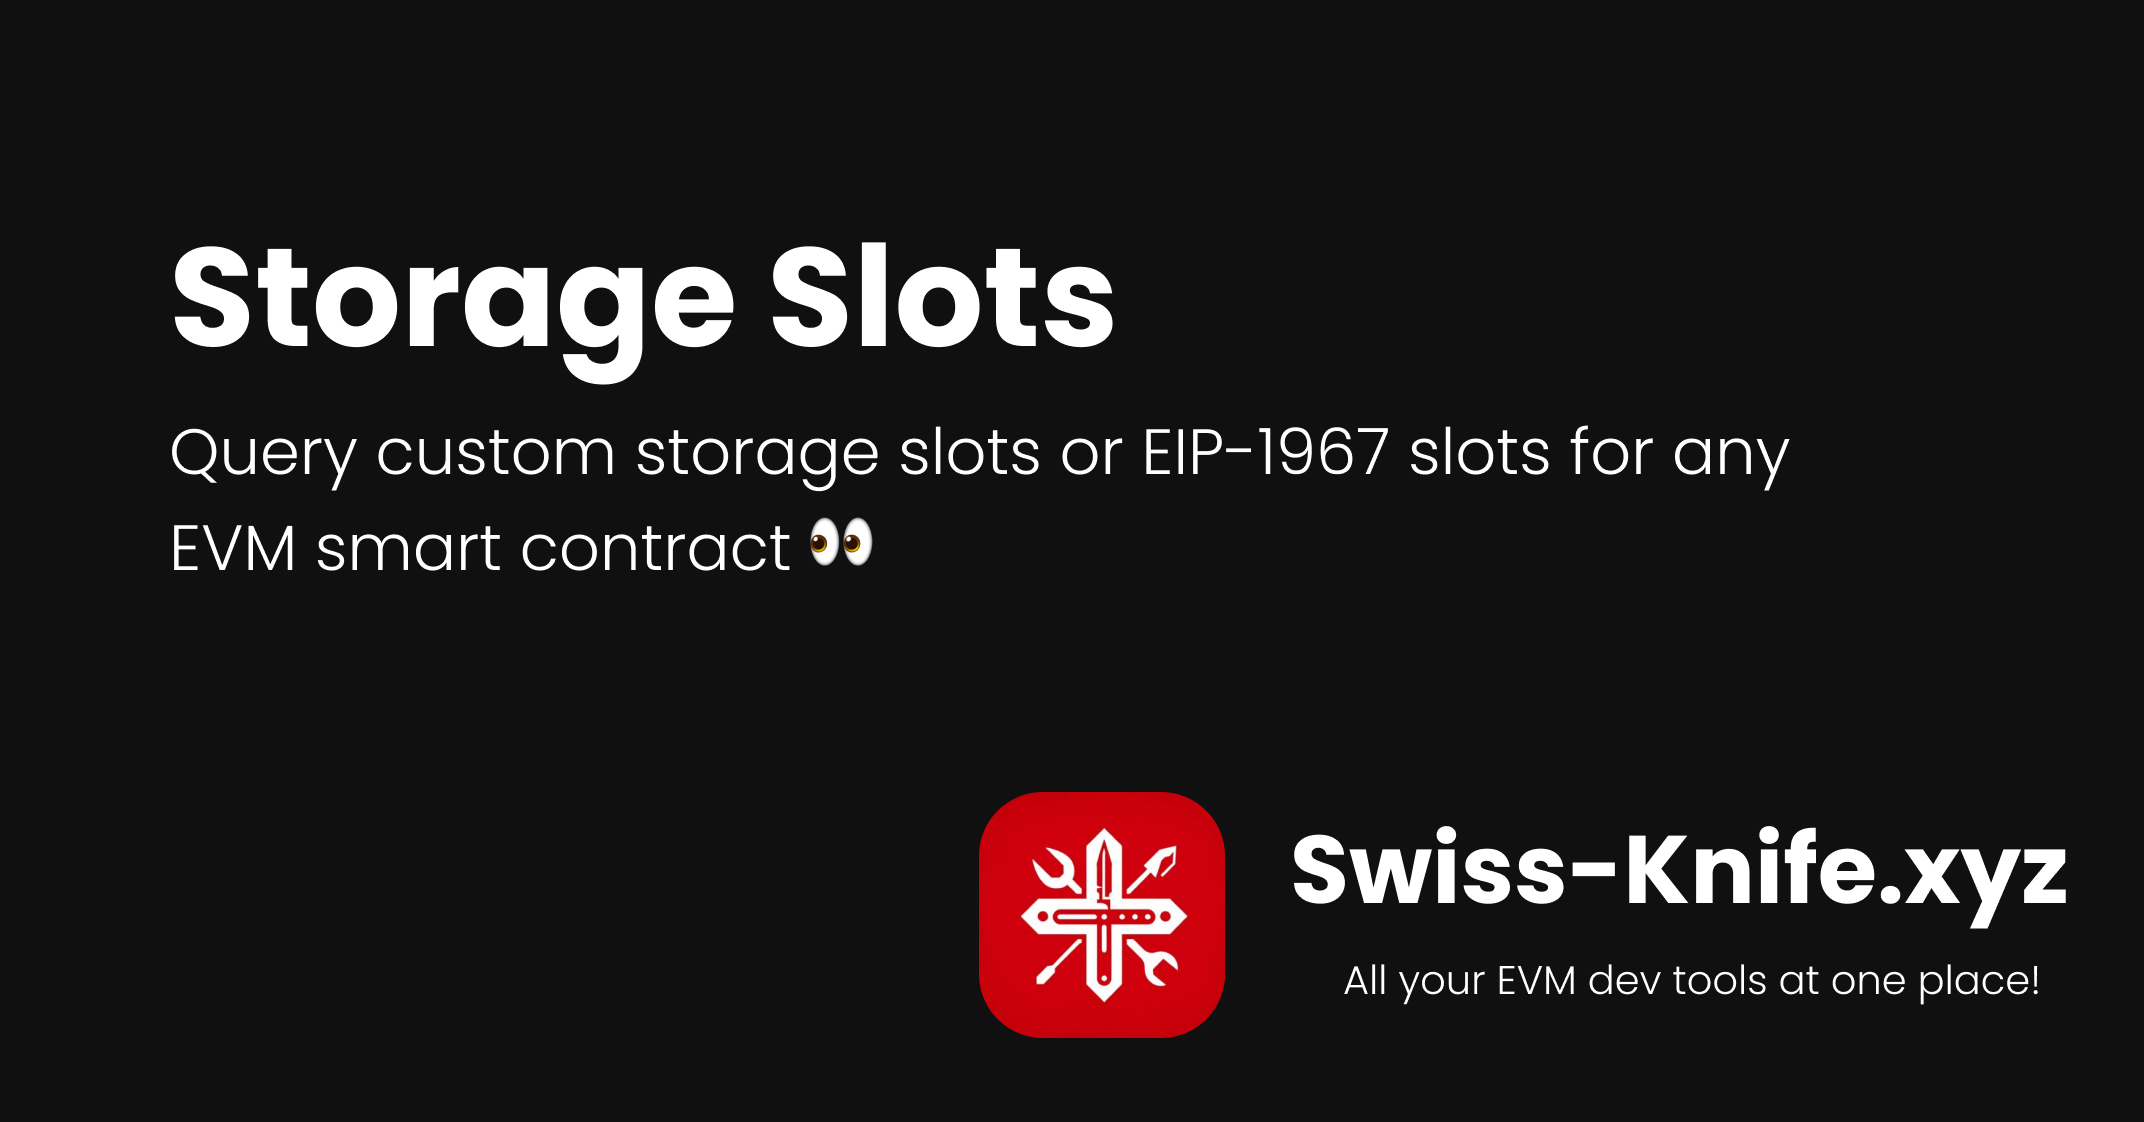 Storage Slots
Query custom storage slots or EIP-1967 slots for any
EVM smart contract 👀
Swiss-Knife.xyz
All your EVM dev tools at one place!